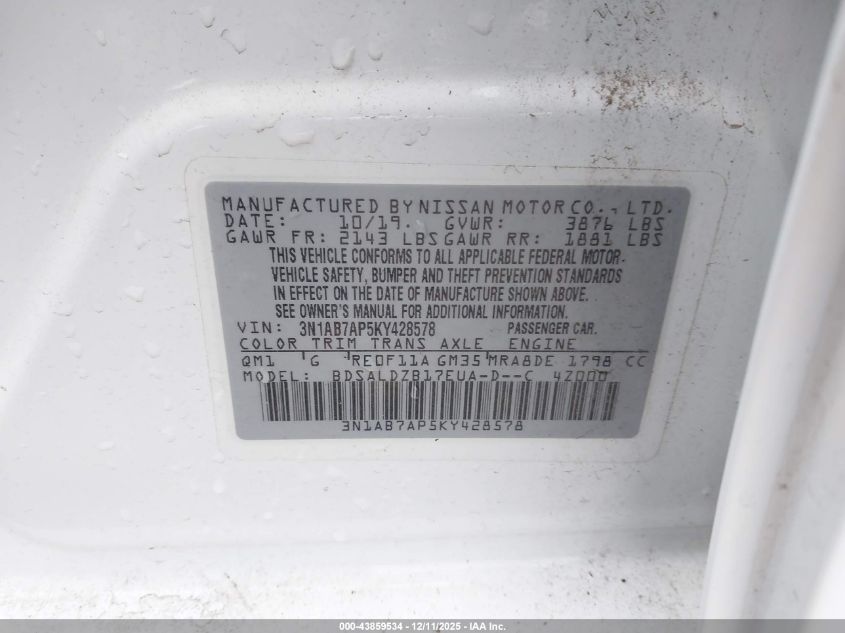 MANUFACTURED BY NISSAN MOTOR CO., LTD.
DATE: 10/19. GVWR: 3876 LBS
GAWR FR: 2143 LBS GAWR RR: 1881 LBS
THIS VEHICLE CONFORMS TO ALL APPLICABLE FEDERAL MOTOR-
VEHICLE SAFETY, BUMPER AND THEFT PREVENTION STANDARDS
IN EFFECT ON THE DATE OF MANUFACTURE SHOWN ABOVE.
SEE OWNER'S MANUAL FOR ADDITIONAL INFORMATION.
VIN: 3N1AB7AP5KY428578 PASSENGER CAR.
COLOR TRIM TRANS AXLE ENGINE
QM1 G RE0F11A GM35 MRA8DE 1798 CC
MODEL: BDSALDZB17EUA-D--C 4Z000
3N1AB7AP5KY428578
000-43859534 - 12/11/2025 - IAA Inc.